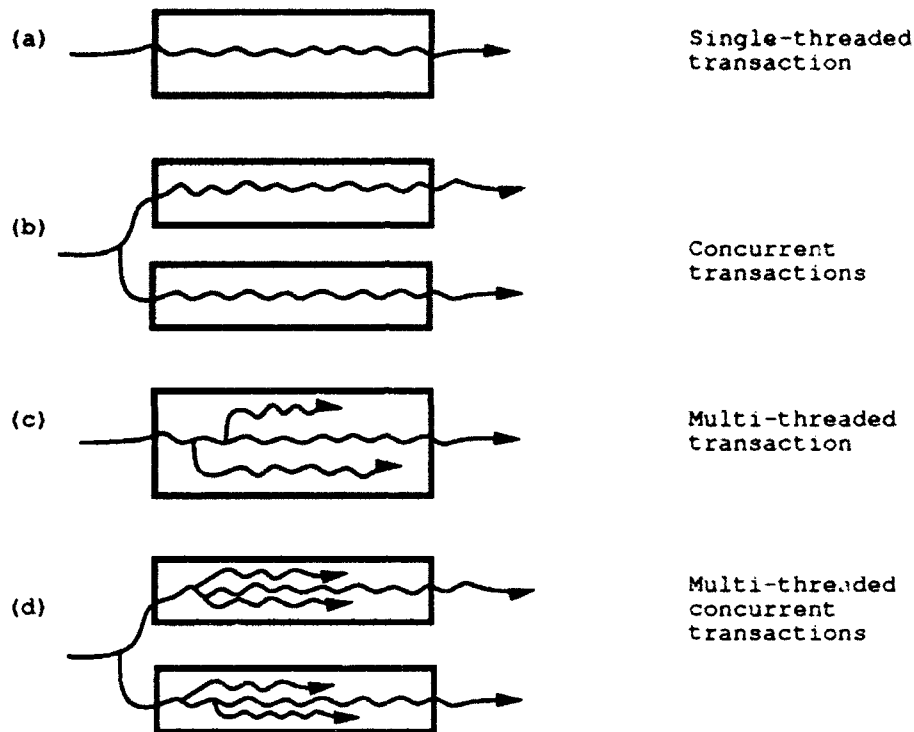 (a)
Single-threaded
transaction
(b)
Concurrent
transactions
(c)
Multi-threaded
transaction
(d)
Multi-threaded
concurrent
transactions